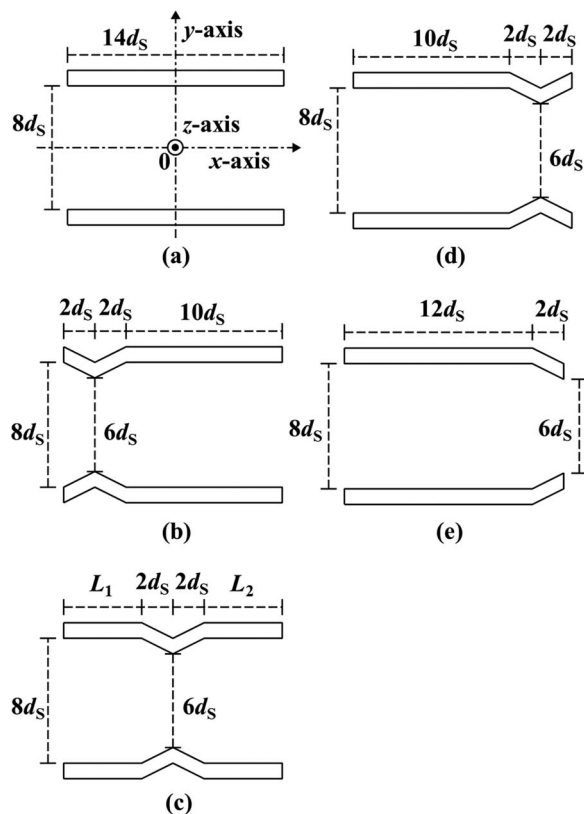 14dS
y-axis
8dS
z-axis
0
x-axis
(a)
10dS 2dS 2dS
8dS
6dS
(d)
2dS 2dS 10dS
8dS
6dS
(b)
12dS 2dS
8dS
6dS
(e)
L1 2dS 2dS L2
8dS
6dS
(c)